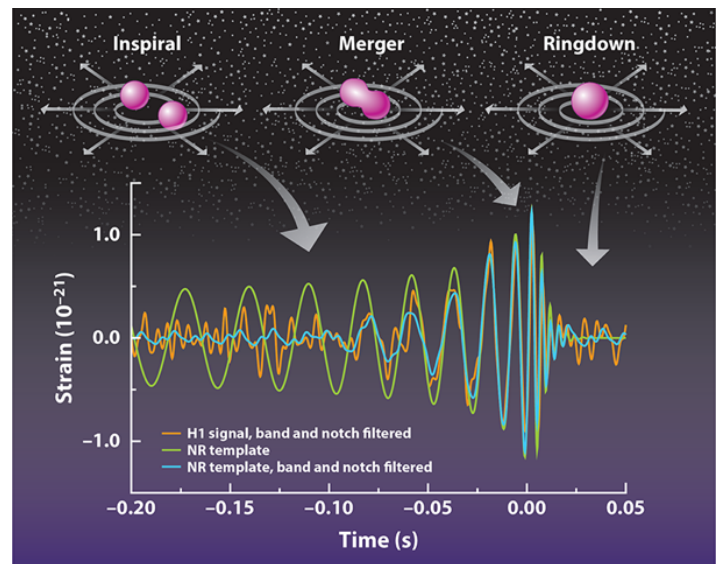 Inspiral
Merger
Ringdown
Strain (10⁻²¹)
1.0
0.0
−1.0
H1 signal, band and notch filtered
NR template
NR template, band and notch filtered
−0.20
−0.15
−0.10
−0.05
0.00
0.05
Time (s)